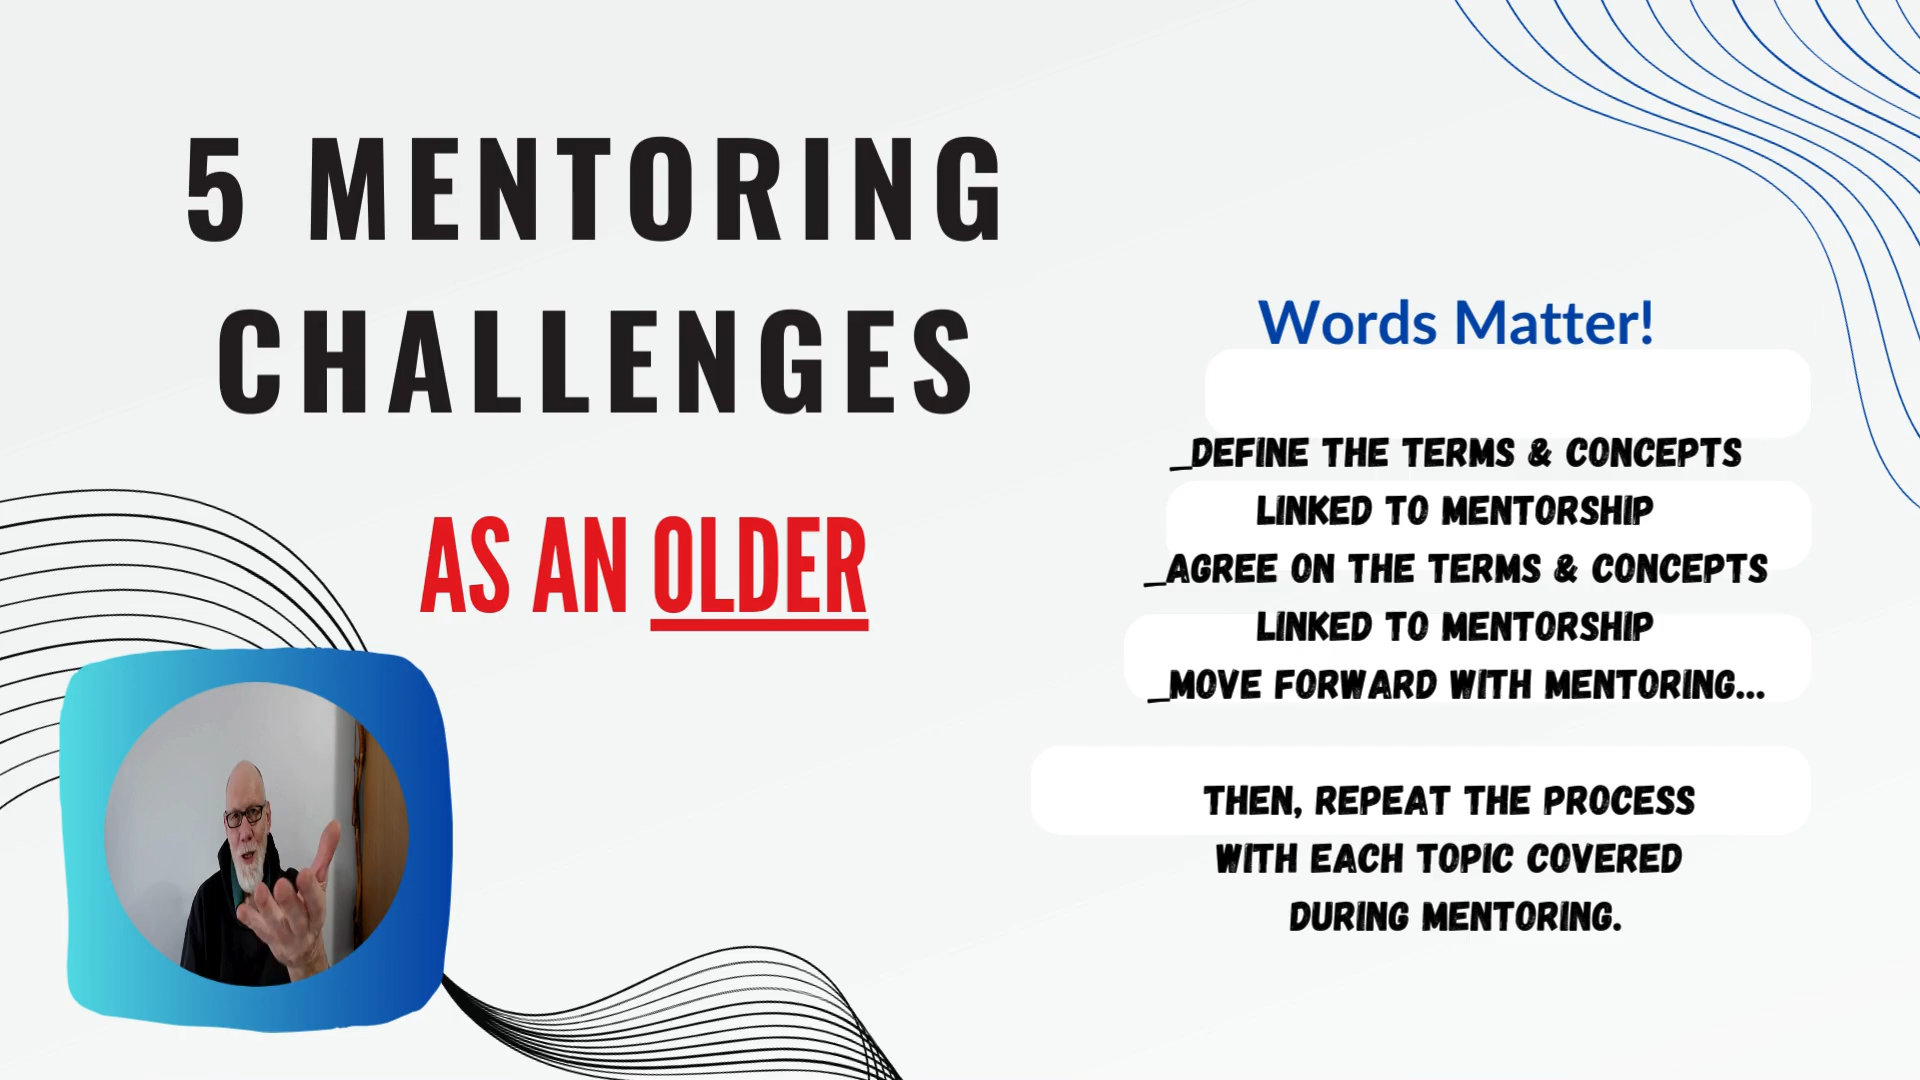 5 MENTORING
CHALLENGES
AS AN OLDER
Words Matter!
_DEFINE THE TERMS & CONCEPTS
LINKED TO MENTORSHIP
_AGREE ON THE TERMS & CONCEPTS
LINKED TO MENTORSHIP
_MOVE FORWARD WITH MENTORING...
THEN, REPEAT THE PROCESS
WITH EACH TOPIC COVERED
DURING MENTORING.